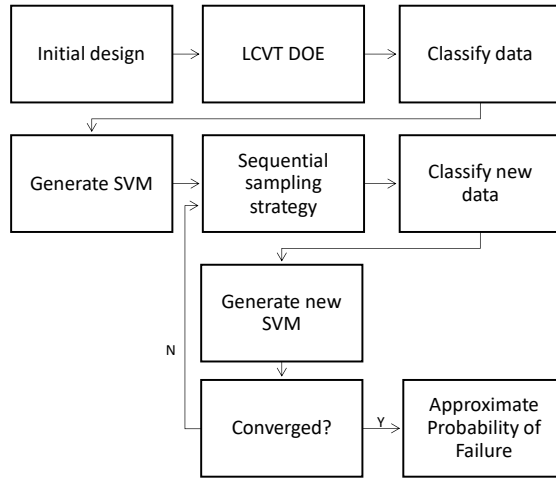 Initial design
LCVT DOE
Classify data
Generate SVM
Sequential
sampling
strategy
Classify new
data
Generate new
SVM
N
Converged?
Y
Approximate
Probability of
Failure